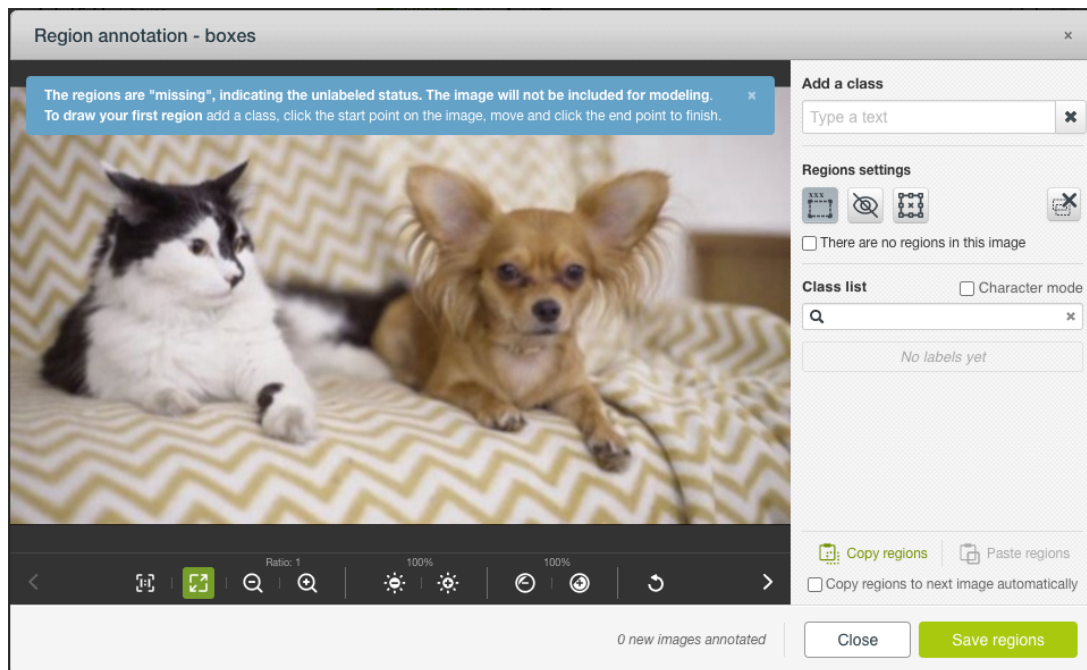 Region annotation - boxes
The regions are "missing", indicating the unlabeled status. The image will not be included for modeling.
To draw your first region add a class, click the start point on the image, move and click the end point to finish.
Add a class
Type a text
Regions settings
xxx
There are no regions in this image
Class list
Character mode
No labels yet
Copy regions
Paste regions
Copy regions to next image automatically
Ratio: 1
100%
100%
0 new images annotated
Close
Save regions